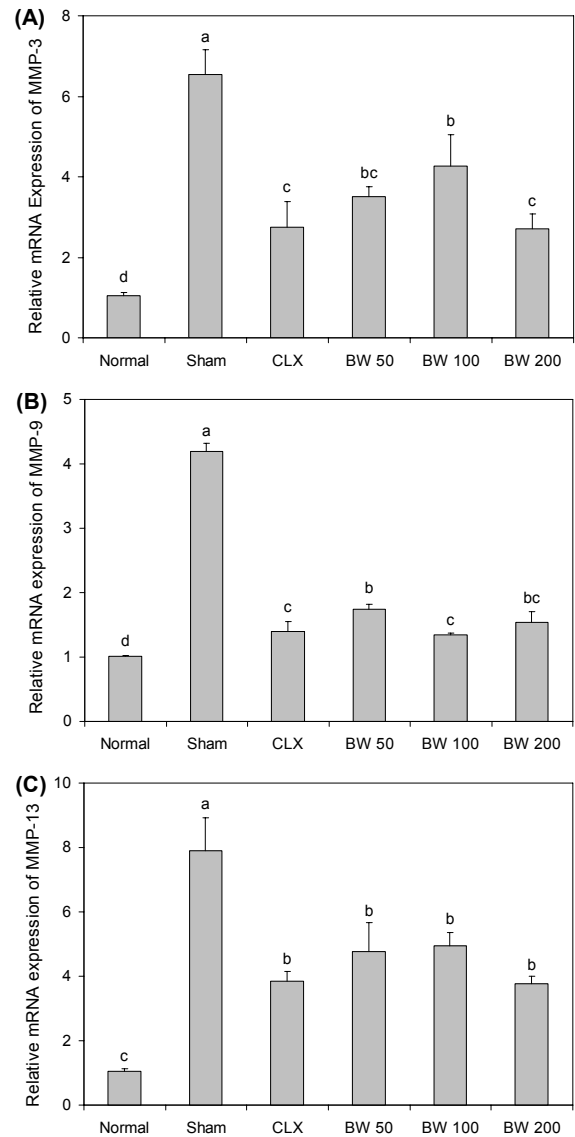 (A)
Relative mRNA Expression of MMP-3
8
6
4
2
0
d
a
c
bc
b
c
Normal Sham CLX BW 50 BW 100 BW 200
(B)
Relative mRNA expression of MMP-9
5
4
3
2
1
0
d
a
c
b
c
bc
Normal Sham CLX BW 50 BW 100 BW 200
(C)
Relative mRNA expression of MMP-13
10
8
6
4
2
0
c
a
b
b
b
b
Normal Sham CLX BW 50 BW 100 BW 200